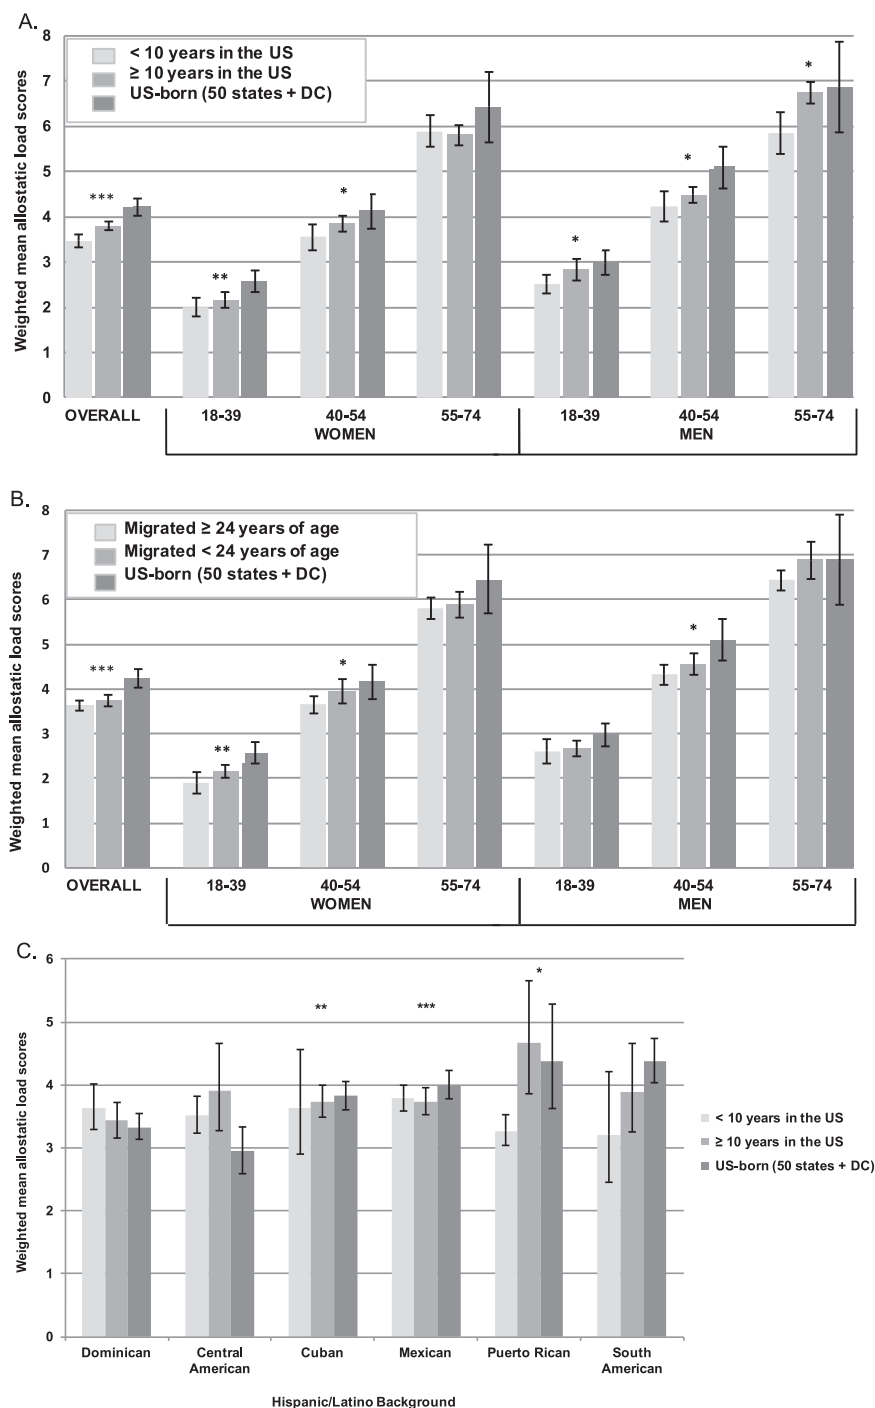 A.
8
7
6
5
4
3
2
1
0
Weighted mean allostatic load scores
< 10 years in the US
≥ 10 years in the US
US-born (50 states + DC)
***
**
*
*
*
*
OVERALL 18-39 40-54 55-74 18-39 40-54 55-74
WOMEN MEN
B.
8
7
6
5
4
3
2
1
0
Weighted mean allostatic load scores
Migrated ≥ 24 years of age
Migrated < 24 years of age
US-born (50 states + DC)
***
**
*
*
OVERALL 18-39 40-54 55-74 18-39 40-54 55-74
WOMEN MEN
C.
6
5
4
3
2
1
0
Weighted mean allostatic load scores
**
***
*
< 10 years in the US
≥ 10 years in the US
US-born (50 states + DC)
Dominican Central Cuban Mexican Puerto Rican South
American American
Hispanic/Latino Background